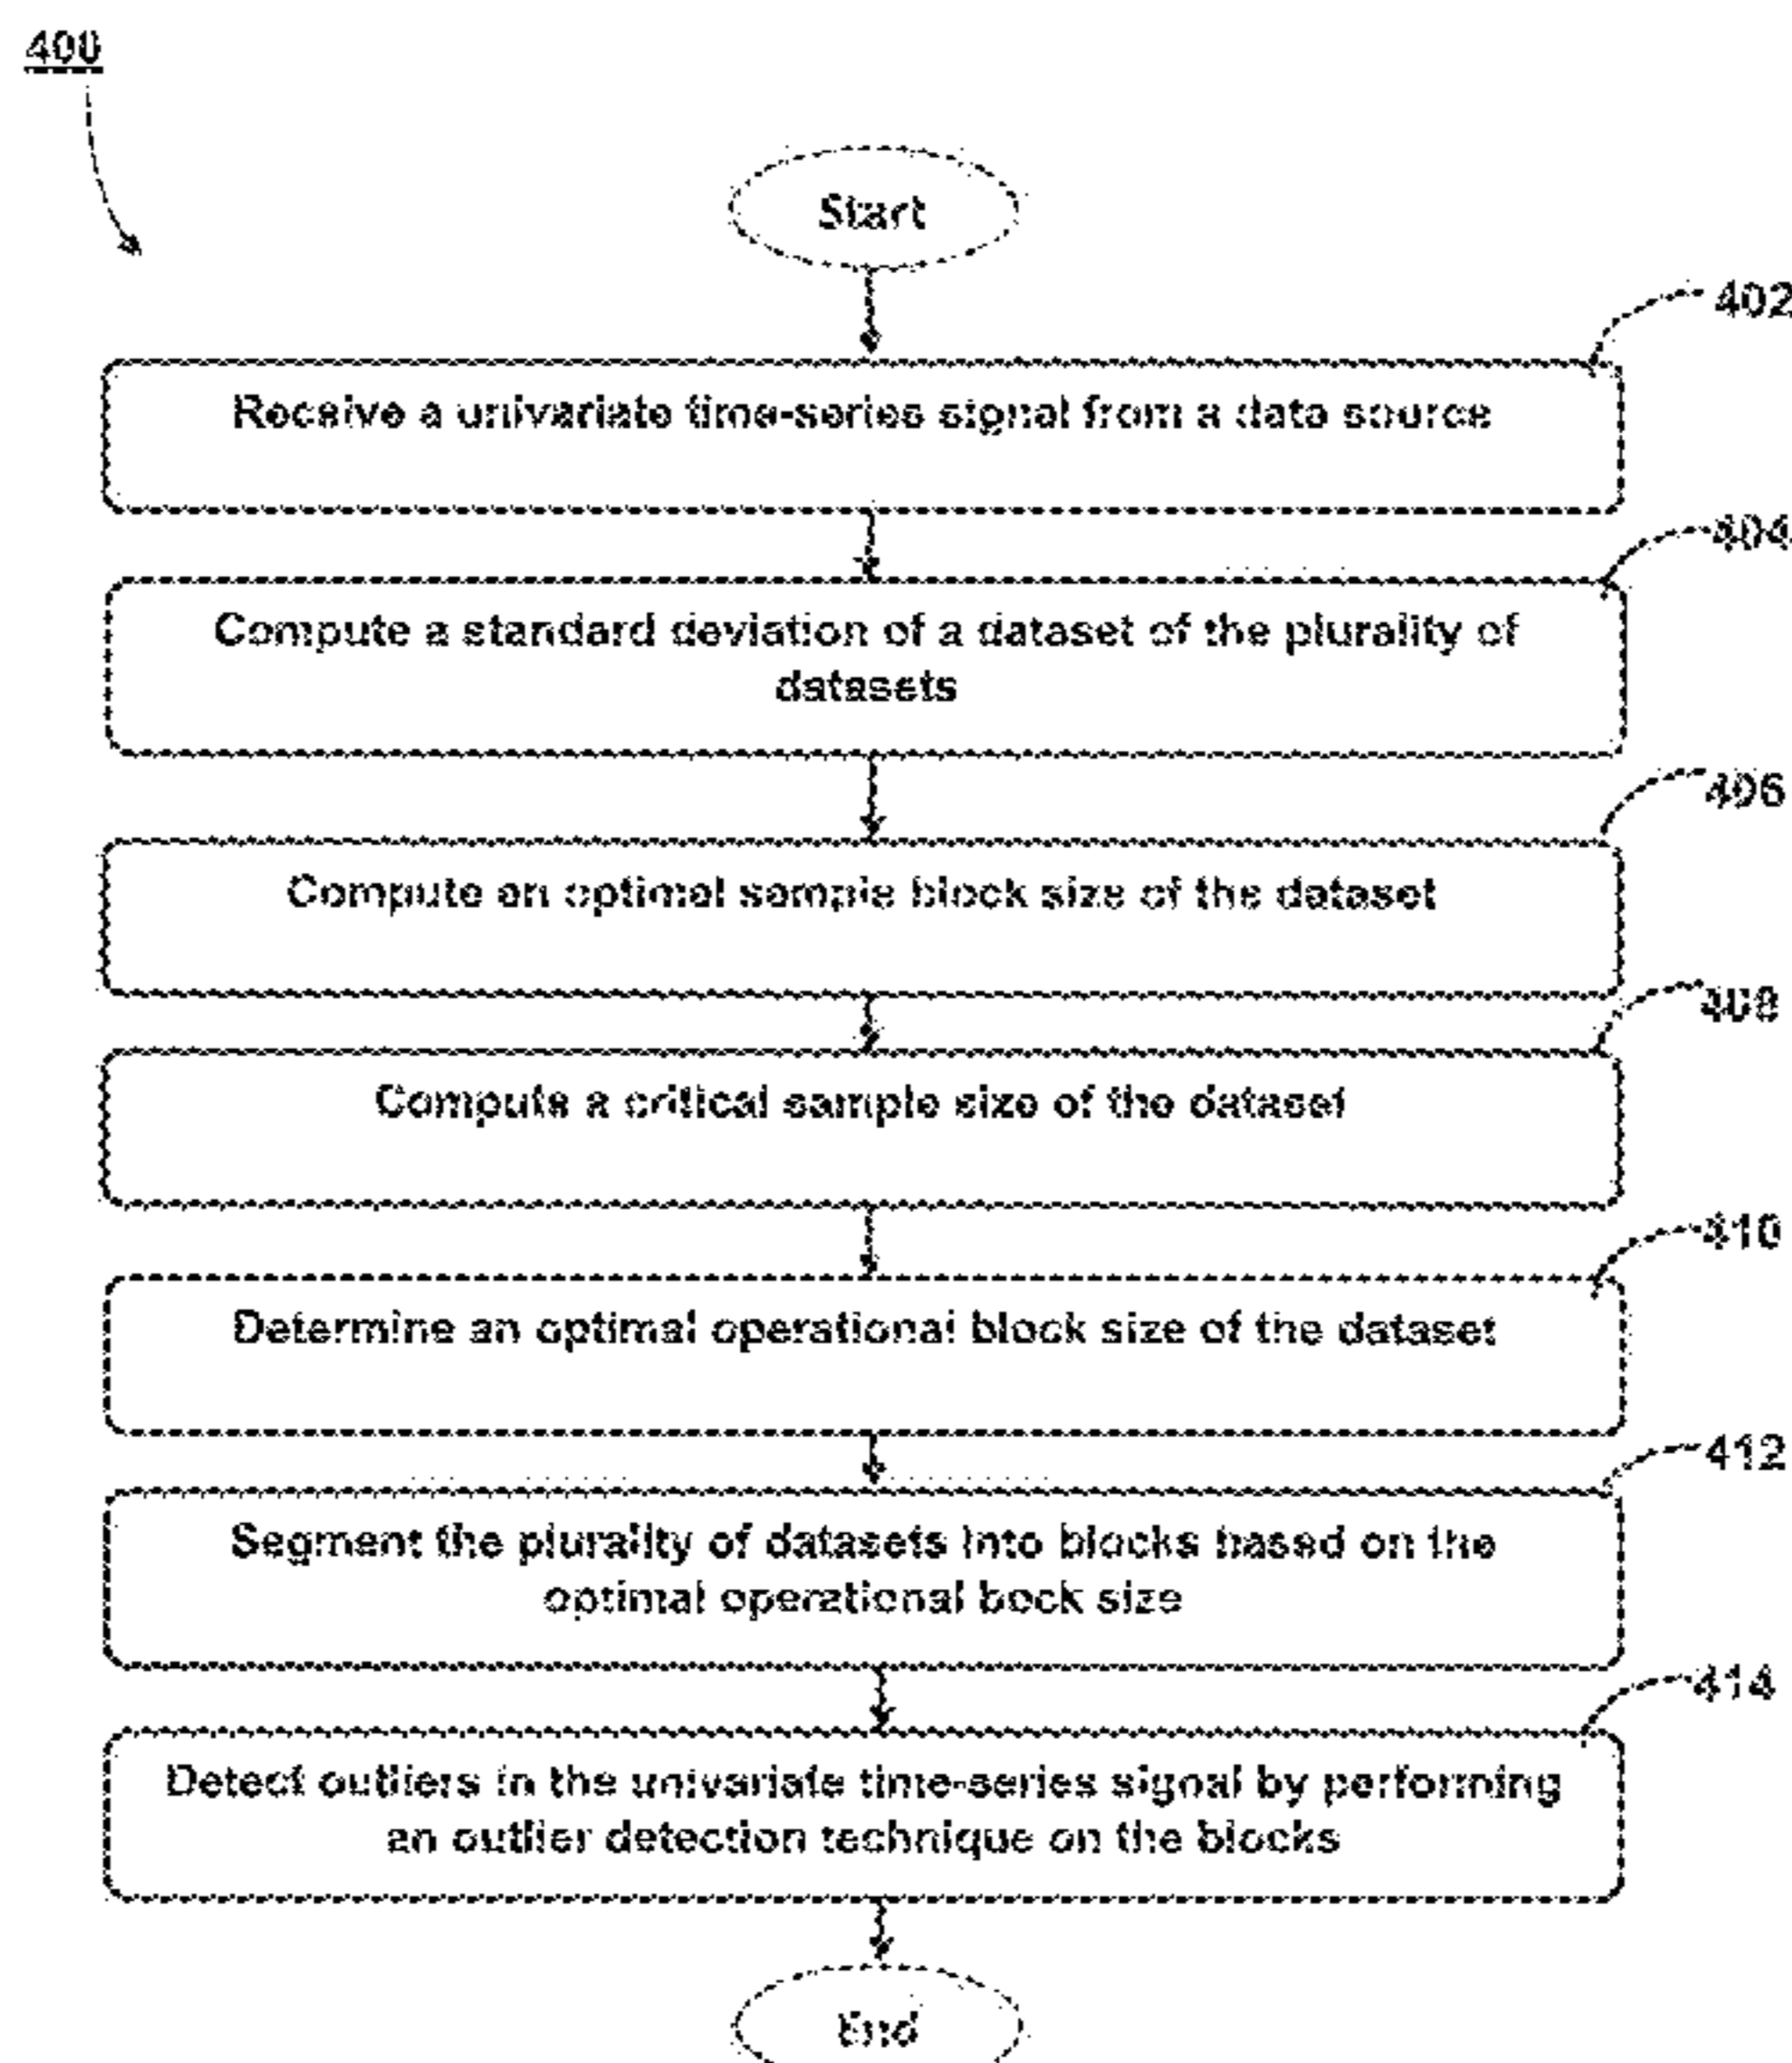 400
Start
402
Receive a univariate time-series signal from a data source
404
Compute a standard deviation of a dataset of the plurality of
datasets
406
Compute an optimal sample block size of the dataset
408
Compute a critical sample size of the dataset
410
Determine an optimal operational block size of the dataset
412
Segment the plurality of datasets into blocks based on the
optimal operational bock size
414
Detect outliers in the univariate time-series signal by performing
an outlier detection technique on the blocks
End